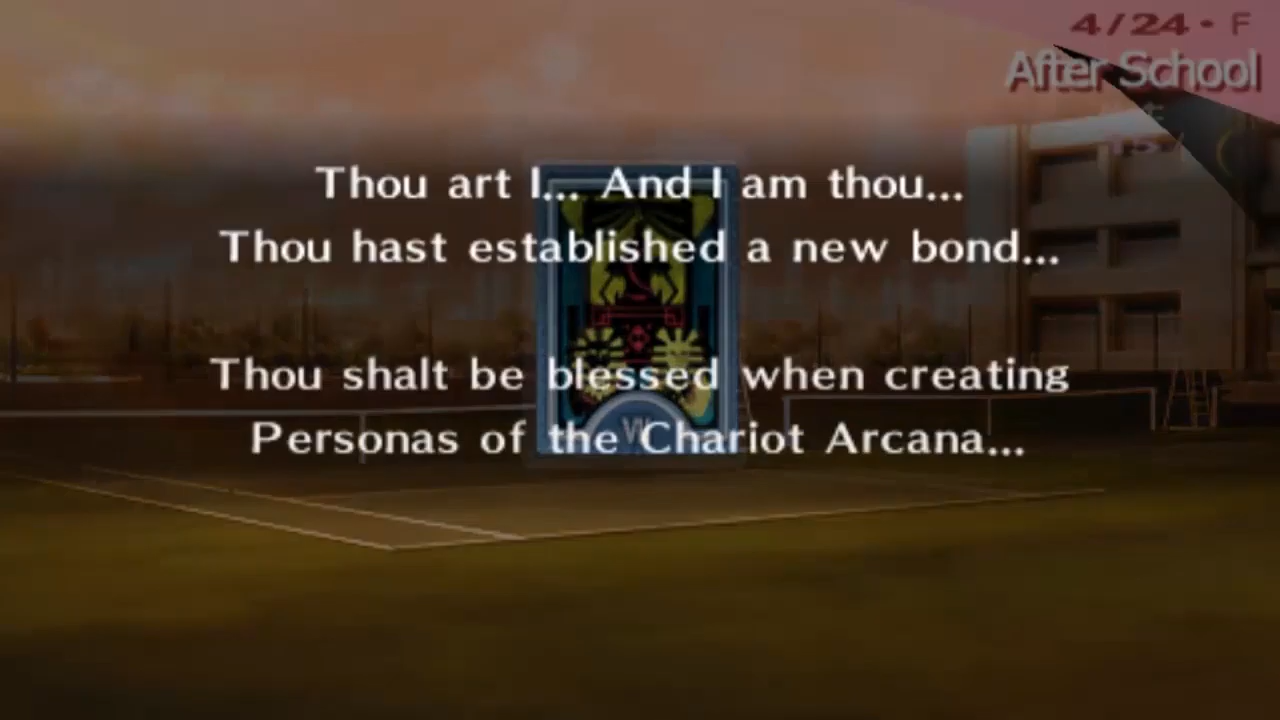 4/24 • F
After School
Thou art I... And I am thou...
Thou hast established a new bond...
Thou shalt be blessed when creating
Personas of the Chariot Arcana...
VII